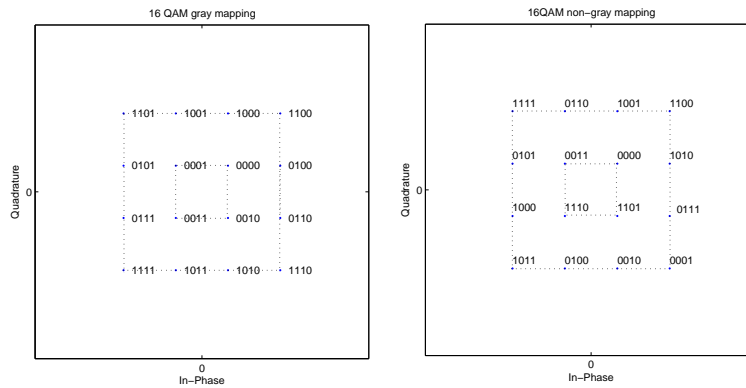 16 QAM gray mapping
1101 1001 1000 1100
0101 0001 0000 0100
Quadrature
0
0111 0011 0010 0110
1111 1011 1010 1110
0
In-Phase
16QAM non-gray mapping
1111 0110 1001 1100
0101 0011 0000 1010
Quadrature
0
1000 1110 1101 0111
1011 0100 0010 0001
0
In-Phase